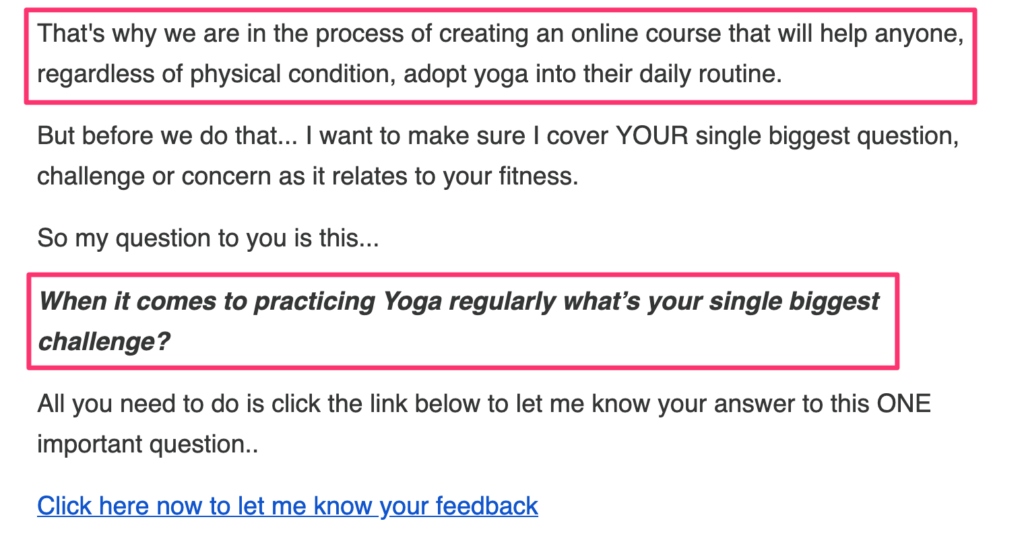 That's why we are in the process of creating an online course that will help anyone,
regardless of physical condition, adopt yoga into their daily routine.
But before we do that... I want to make sure I cover YOUR single biggest question,
challenge or concern as it relates to your fitness.
So my question to you is this...
When it comes to practicing Yoga regularly what’s your single biggest
challenge?
All you need to do is click the link below to let me know your answer to this ONE
important question..
Click here now to let me know your feedback